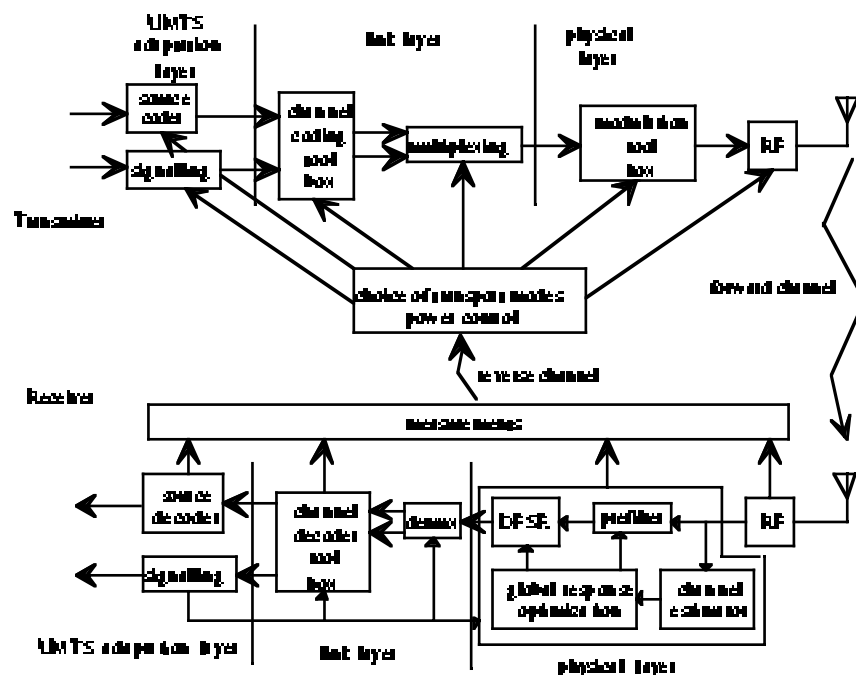 UMTS
adaption
layer
link layer
physical
layer
source
coder
channel
coding
tool
box
multiplexing
modulation
tool
box
RF
signalling
Transmitter
choice of transport modes
power control
forward channel
reverse channel
Receiver
measurements
source
decoder
channel
decoder
tool
box
demux
DFSE
prefilter
RF
signalling
global response
optimization
channel
estimator
UMTS adaption layer
link layer
physical layer